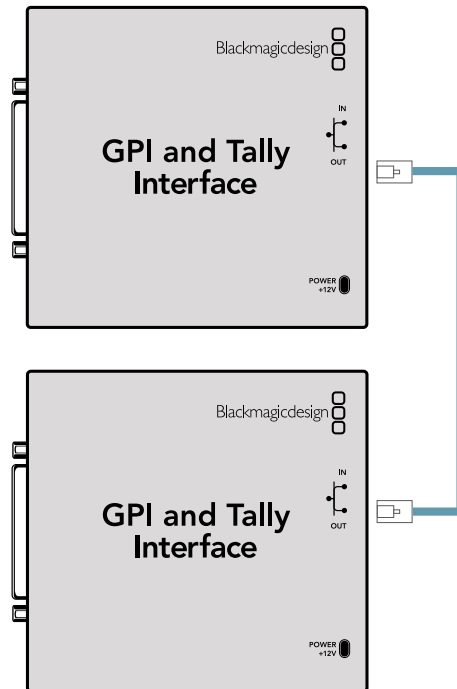 Blackmagicdesign
IN
OUT
GPI and Tally
Interface
POWER
+12V
Blackmagicdesign
IN
OUT
GPI and Tally
Interface
POWER
+12V